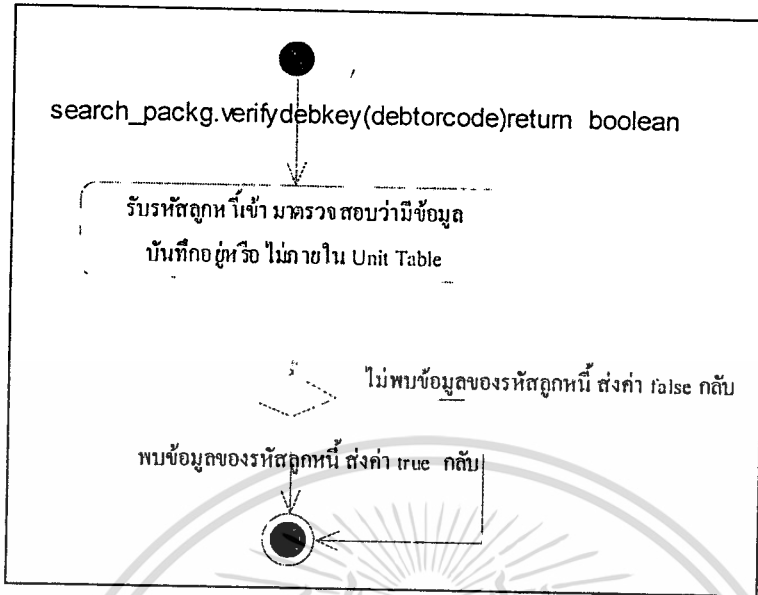 search_packg.verifydebkey(debtorcode)return boolean
รับรหัสลูกหนี้เข้ามาตรวจสอบว่ามีข้อมูล
บันทึกอยู่หรือไม่ภายใน Unit Table
ไม่พบข้อมูลของรหัสลูกหนี้ ส่งค่า false กลับ
พบข้อมูลของรหัสลูกหนี้ ส่งค่า true กลับ